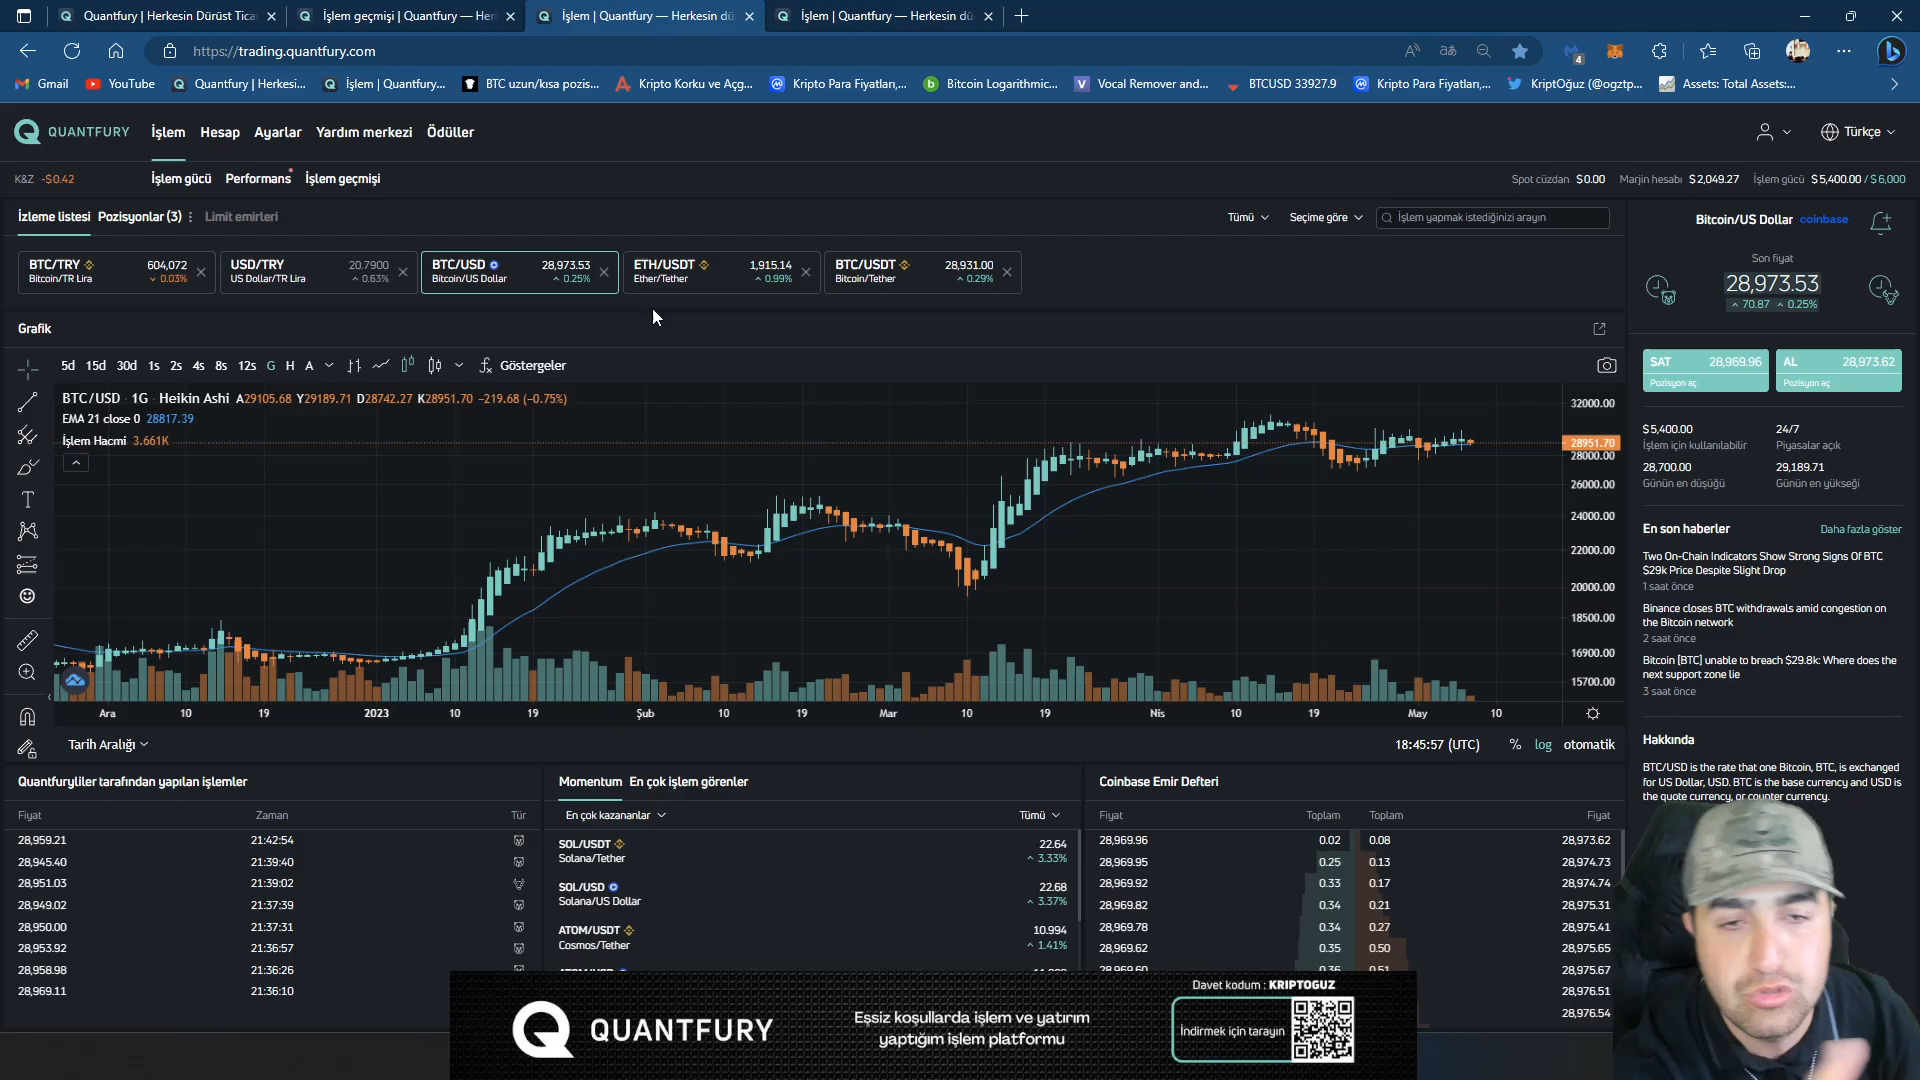 Quantfury | Herkesin Dürüst Tica
İşlem geçmişi | Quantfury — Her
İşlem | Quantfury — Herkesin dü
İşlem | Quantfury — Herkesin dü
https://trading.quantfury.com
4
Gmail
YouTube
Quantfury | Herkesi...
İşlem | Quantfury...
BTC uzun/kısa pozis...
Kripto Korku ve Açg...
Kripto Para Fiyatları,...
Bitcoin Logarithmic...
Vocal Remover and...
BTCUSD 33927.9
Kripto Para Fiyatları,...
KriptOğuz (@ogztp...
Assets: Total Assets:...
QUANTFURY
İşlem
Hesap
Ayarlar
Yardım merkezi
Ödüller
Türkçe
K&Z -$0.42
İşlem gücü
Performans
İşlem geçmişi
Spot cüzdan $0.00
Marjin hesabı $2,049.27
İşlem gücü $5,400.00 / $6,000
İzleme listesi
Pozisyonlar (3)
Limit emirleri
Tümü
Seçime göre
İşlem yapmak istediğinizi arayın
BTC/TRY 604,072
Bitcoin/TR Lira 0.03%
USD/TRY 20.7900
US Dollar/TR Lira 0.63%
BTC/USD 28,973.53
Bitcoin/US Dollar 0.25%
ETH/USDT 1,915.14
Ether/Tether 0.99%
BTC/USDT 28,931.00
Bitcoin/Tether 0.29%
Bitcoin/US Dollar coinbase
Son fiyat
28,973.53
70.87 0.25%
Grafik
5d 15d 30d 1s 2s 4s 8s 12s G H A
Göstergeler
BTC/USD 1G Heikin Ashi A29105.68 Y29189.71 D28742.27 K28951.70 −219.68 (−0.75%)
EMA 21 close 0 28817.39
İşlem Hacmi 3.661K
32000.00
28951.70
28000.00
26000.00
24000.00
22000.00
20000.00
18500.00
16900.00
15700.00
Ara 10 19 2023 10 19 Şub 10 19 Mar 10 19 Nis 10 19 May 10
Tarih Aralığı
18:45:57 (UTC)
%
log
otomatik
SAT 28,969.96
Pozisyon aç
AL 28,973.62
Pozisyon aç
$5,400.00
İşlem için kullanılabilir
24/7
Piyasalar açık
28,700.00
Günün en düşüğü
29,189.71
Günün en yükseği
En son haberler
Daha fazla göster
Two On-Chain Indicators Show Strong Signs Of BTC
$29k Price Despite Slight Drop
1 saat önce
Binance closes BTC withdrawals amid congestion on
the Bitcoin network
2 saat önce
Bitcoin [BTC] unable to breach $29.8k: Where does the
next support zone lie
3 saat önce
Hakkında
BTC/USD is the rate that one Bitcoin, BTC, is exchanged
for US Dollar, USD. BTC is the base currency and USD is
the quote currency, or counter currency.
Quantfuryliler tarafından yapılan işlemler
Fiyat Zaman Tür
28,959.21 21:42:54
28,945.40 21:39:40
28,951.03 21:39:02
28,949.02 21:37:39
28,950.00 21:37:31
28,953.92 21:36:57
28,958.98 21:36:26
28,969.11 21:36:10
Momentum
En çok işlem görenler
En çok kazananlar
Tümü
SOL/USDT 22.64
Solana/Tether 3.33%
SOL/USD 22.68
Solana/US Dollar 3.37%
ATOM/USDT 10.994
Cosmos/Tether 1.41%
Coinbase Emir Defteri
Fiyat Toplam Toplam Fiyat
28,969.96 0.02 0.08 28,973.62
28,969.95 0.25 0.13 28,974.73
28,969.92 0.33 0.17 28,974.74
28,969.82 0.34 0.21 28,975.31
28,969.78 0.34 0.27 28,975.41
28,969.62 0.35 0.50 28,975.65
28,969.60 0.36 0.51 28,975.67
28,976.51
28,976.54
QUANTFURY
Eşsiz koşullarda işlem ve yatırım
yaptığım işlem platformu
Davet kodum : KRIPTOGUZ
İndirmek için tarayın